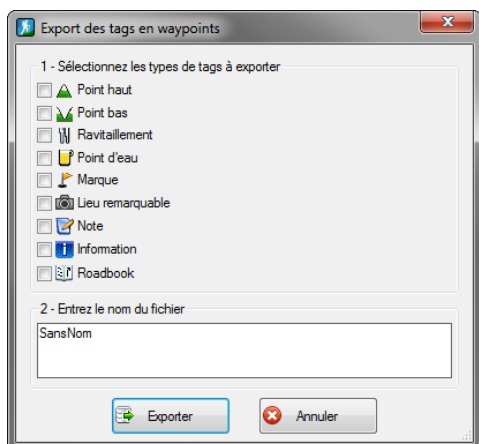 Export des tags en waypoints
1 - Sélectionnez les types de tags à exporter
Point haut
Point bas
Ravitaillement
Point d'eau
Marque
Lieu remarquable
Note
Information
Roadbook
2 - Entrez le nom du fichier
SansNom
Exporter
Annuler